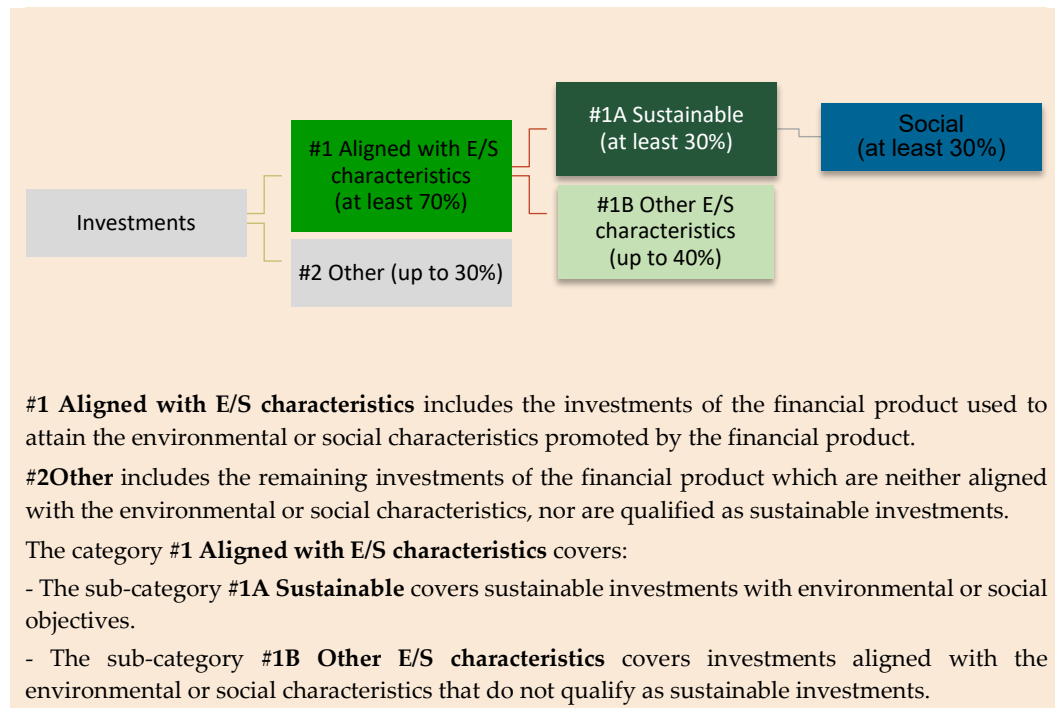 #1A Sustainable
(at least 30%)
Social
(at least 30%)
#1 Aligned with E/S
characteristics
(at least 70%)
Investments
#1B Other E/S
characteristics
(up to 40%)
#2 Other (up to 30%)
#1 Aligned with E/S characteristics includes the investments of the financial product used to
attain the environmental or social characteristics promoted by the financial product.
#2Other includes the remaining investments of the financial product which are neither aligned
with the environmental or social characteristics, nor are qualified as sustainable investments.
The category #1 Aligned with E/S characteristics covers:
- The sub-category #1A Sustainable covers sustainable investments with environmental or social
objectives.
- The sub-category #1B Other E/S characteristics covers investments aligned with the
environmental or social characteristics that do not qualify as sustainable investments.